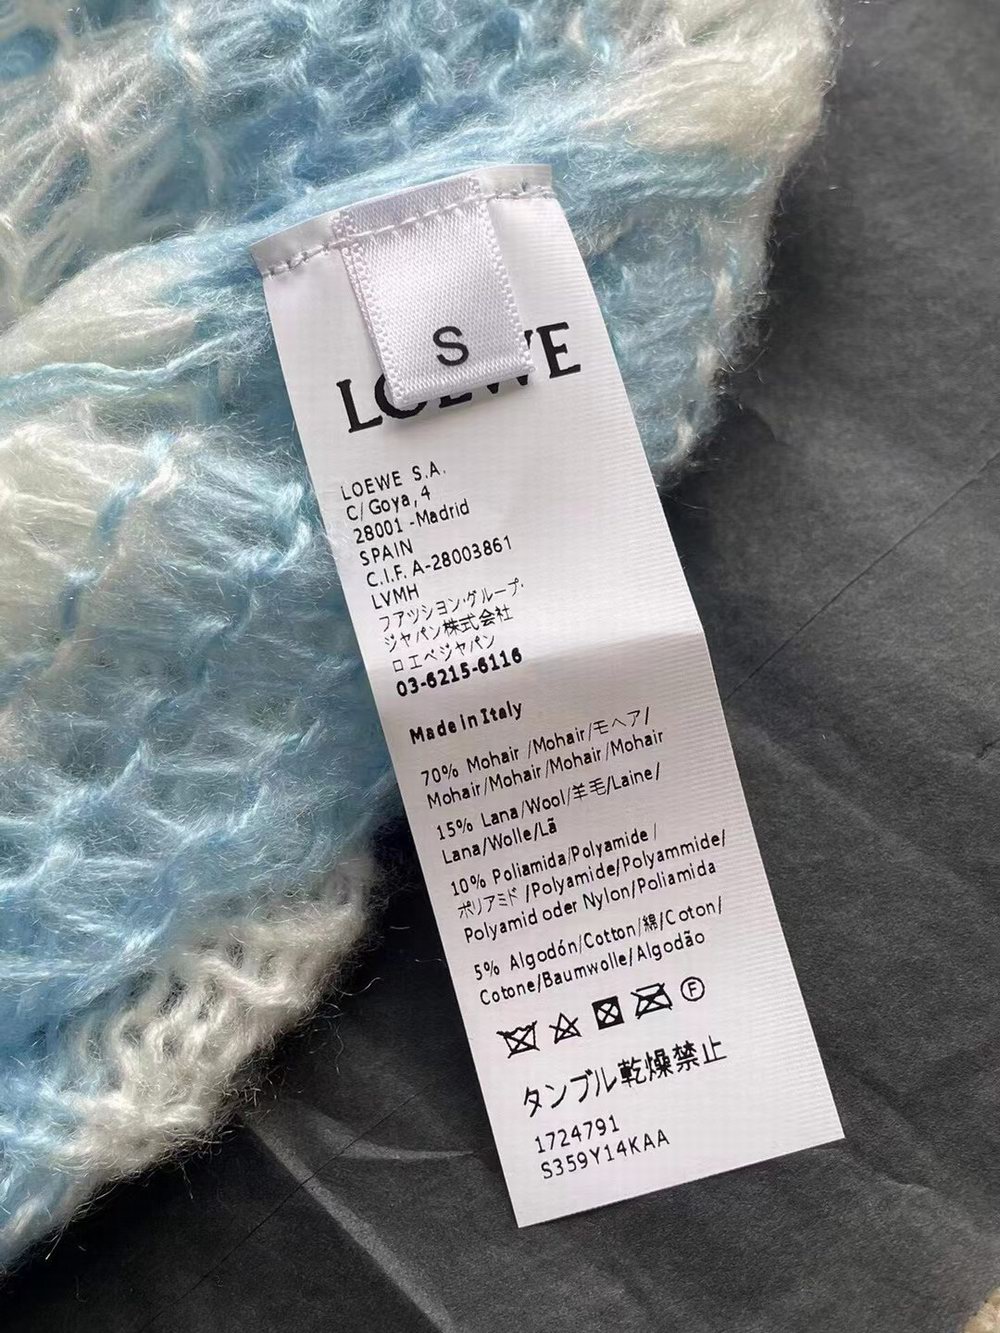 S
LOEWE
LOEWE S.A.
C/Goya, 4
28001 -Madrid
SPAIN
C.I.F. A-28003861
LVMH
フアツシヨン・グループ・
ジヤパン株式会社
ロエベジヤパン
03-6215-6116
Made in Italy
70% Mohair /Mohair/モヘア/
Mohair/Mohair/Mohair/Mohair
15% Lana/Wool/羊毛/Laine/
Lana/Wolle/Lã
10% Poliamida/Polyamide/
ポリアミド/Polyamide/Polyammide/
Polyamid oder Nylon/Poliamida
5% Algodón/Cotton/綿/Coton/
Cotone/Baumwolle/Algodão
F
タンブル乾燥禁止
1724791
S359Y14KAA